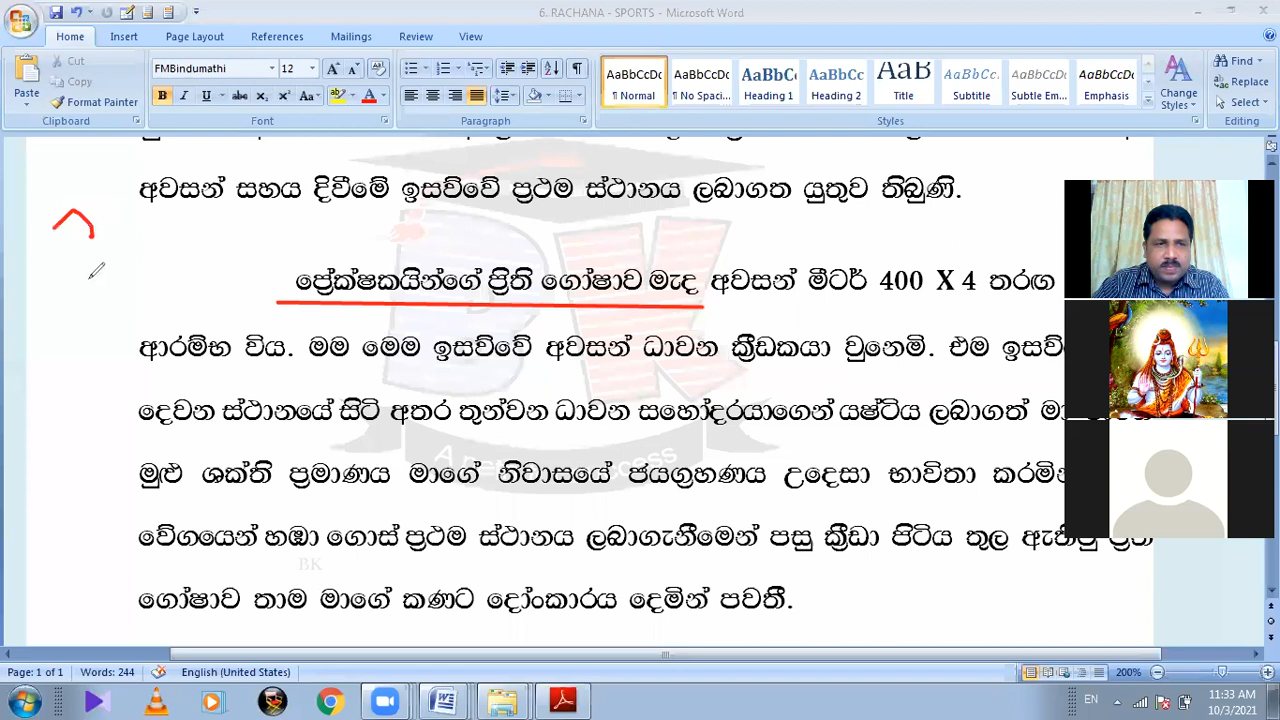 6. RACHANA - SPORTS - Microsoft Word
Home Insert Page Layout References Mailings Review View
Cut
Copy
Format Painter
Paste
Clipboard
FMBindumathi 12
B I U abc x₂ x² Aa
Font
Paragraph
AaBbCcDc AaBbCcDc AaBbC AaBbCc AaB AaBbCc. AaBbCcDc AaBbCcDc
¶ Normal ¶ No Spaci... Heading 1 Heading 2 Title Subtitle Subtle Em... Emphasis
Change Styles
Styles
Find
Replace
Select
Editing
අවසන් සහය දිවීමේ ඉසව්වේ ප්‍රථම ස්ථානය ලබාගත යුතුව තිබුණි.
ප්‍රේක්ෂකයින්ගේ ප්‍රිති ගෝෂාව මැද අවසන් මීටර් 400 X 4 තරඟ
ආරම්භ විය. මම මෙම ඉසව්වේ අවසන් ධාවන ක්‍රීඩකයා වුනෙමි. එම
දෙවන ස්ථානයේ සිටි අතර තුන්වන ධාවන සහෝදරයාගෙන් යෂ්ටිය ලබාගත්
මුළු ශක්ති ප්‍රමාණය මාගේ නිවාසයේ ජයග්‍රහණය උදෙසා භාවිතා
වේගයෙන් හඹා ගොස් ප්‍රථම ස්ථානය ලබාගැනීමෙන් පසු ක්‍රීඩා පිටිය තුල
ගෝෂාව තාම මාගේ කණට දෝංකාරය දෙමින් පවතී.
BK
Page: 1 of 1 Words: 244 English (United States) 200%
EN 11:33 AM
10/3/2021